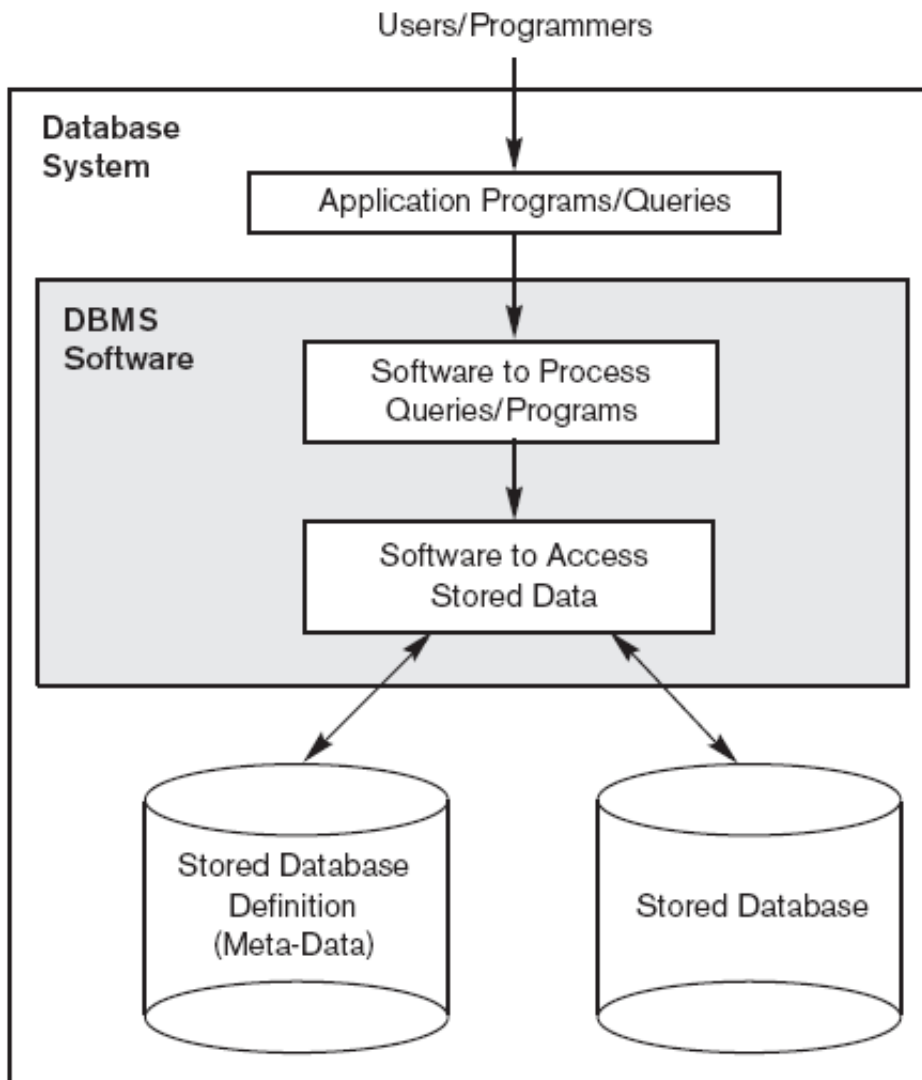 Users/Programmers
Database
System
Application Programs/Queries
DBMS
Software
Software to Process
Queries/Programs
Software to Access
Stored Data
Stored Database
Definition
(Meta-Data)
Stored Database